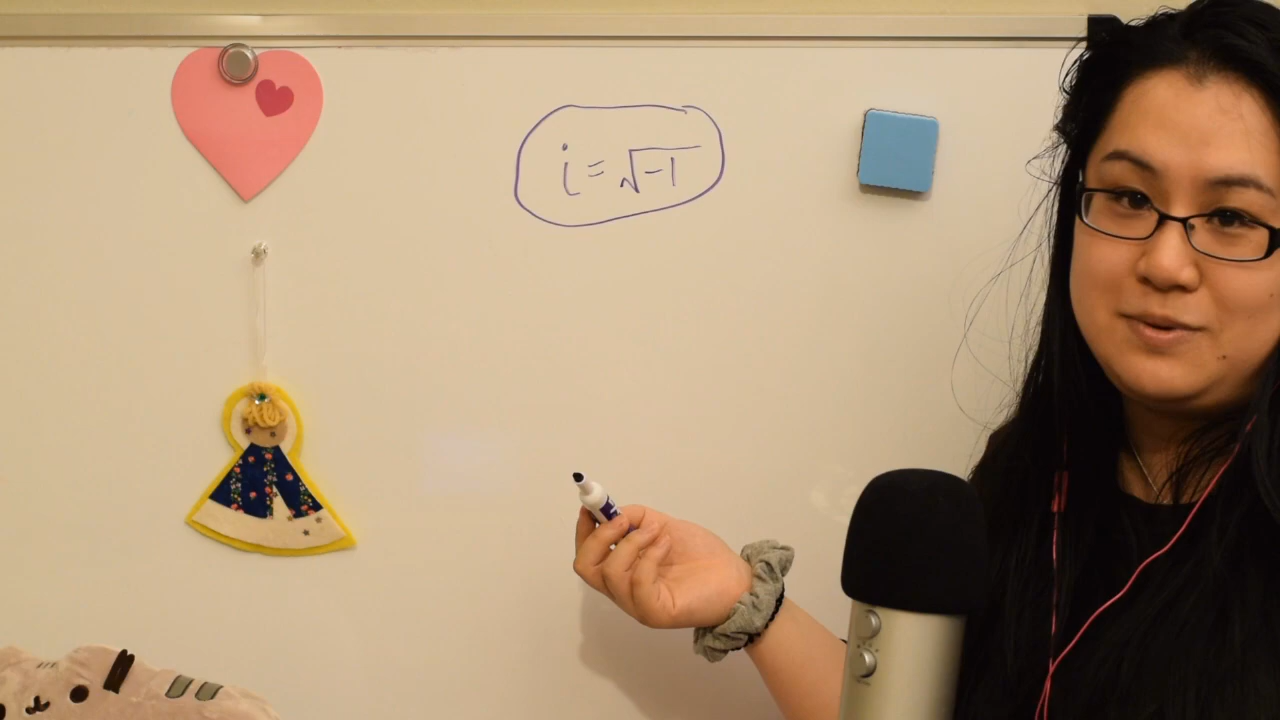 i = √-1